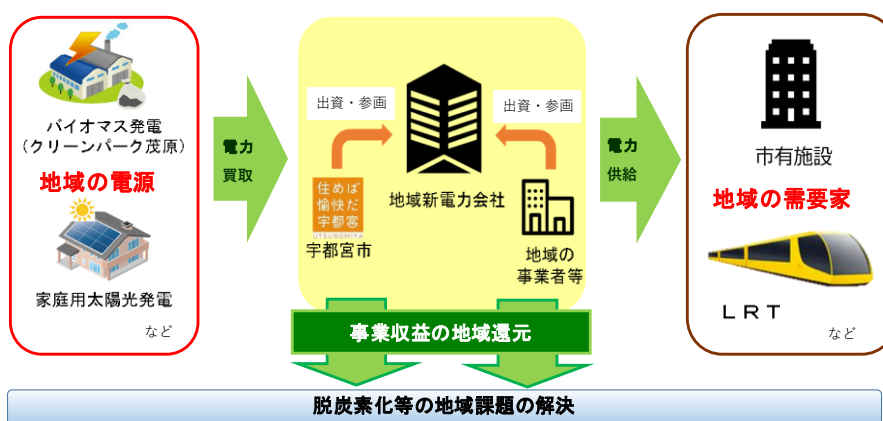 バイオマス発電
（クリーンパーク茂原）
地域の電源
家庭用太陽光発電
など
電力
買取
出資・参画
出資・参画
地域新電力会社
住めば
愉快だ
宇都宮
UTSUNOMIYA
宇都宮市
地域の
事業者等
電力
供給
市有施設
地域の需要家
ＬＲＴ
など
事業収益の地域還元
脱炭素化等の地域課題の解決